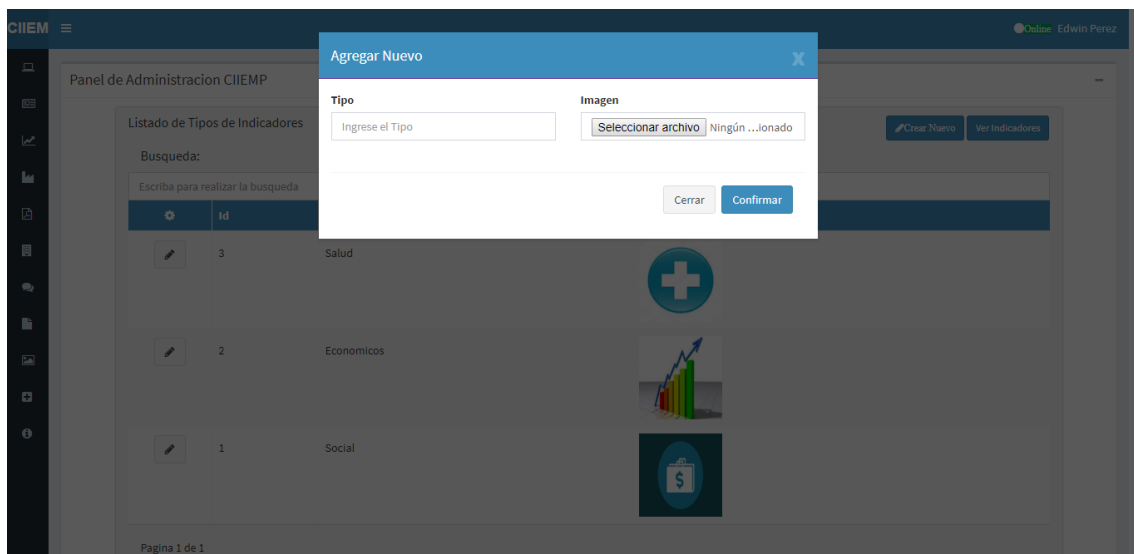 CIIEM
Online Edwin Perez
Agregar Nuevo
X
Panel de Administracion CIIEMP
Tipo
Imagen
Ingrese el Tipo
Seleccionar archivo Ningún ...ionado
Listado de Tipos de Indicadores
Crear Nuevo
Ver Indicadores
Busqueda:
Escriba para realizar la busqueda
Cerrar
Confirmar
Id
3 Salud
2 Economicos
1 Social
$
Pagina 1 de 1